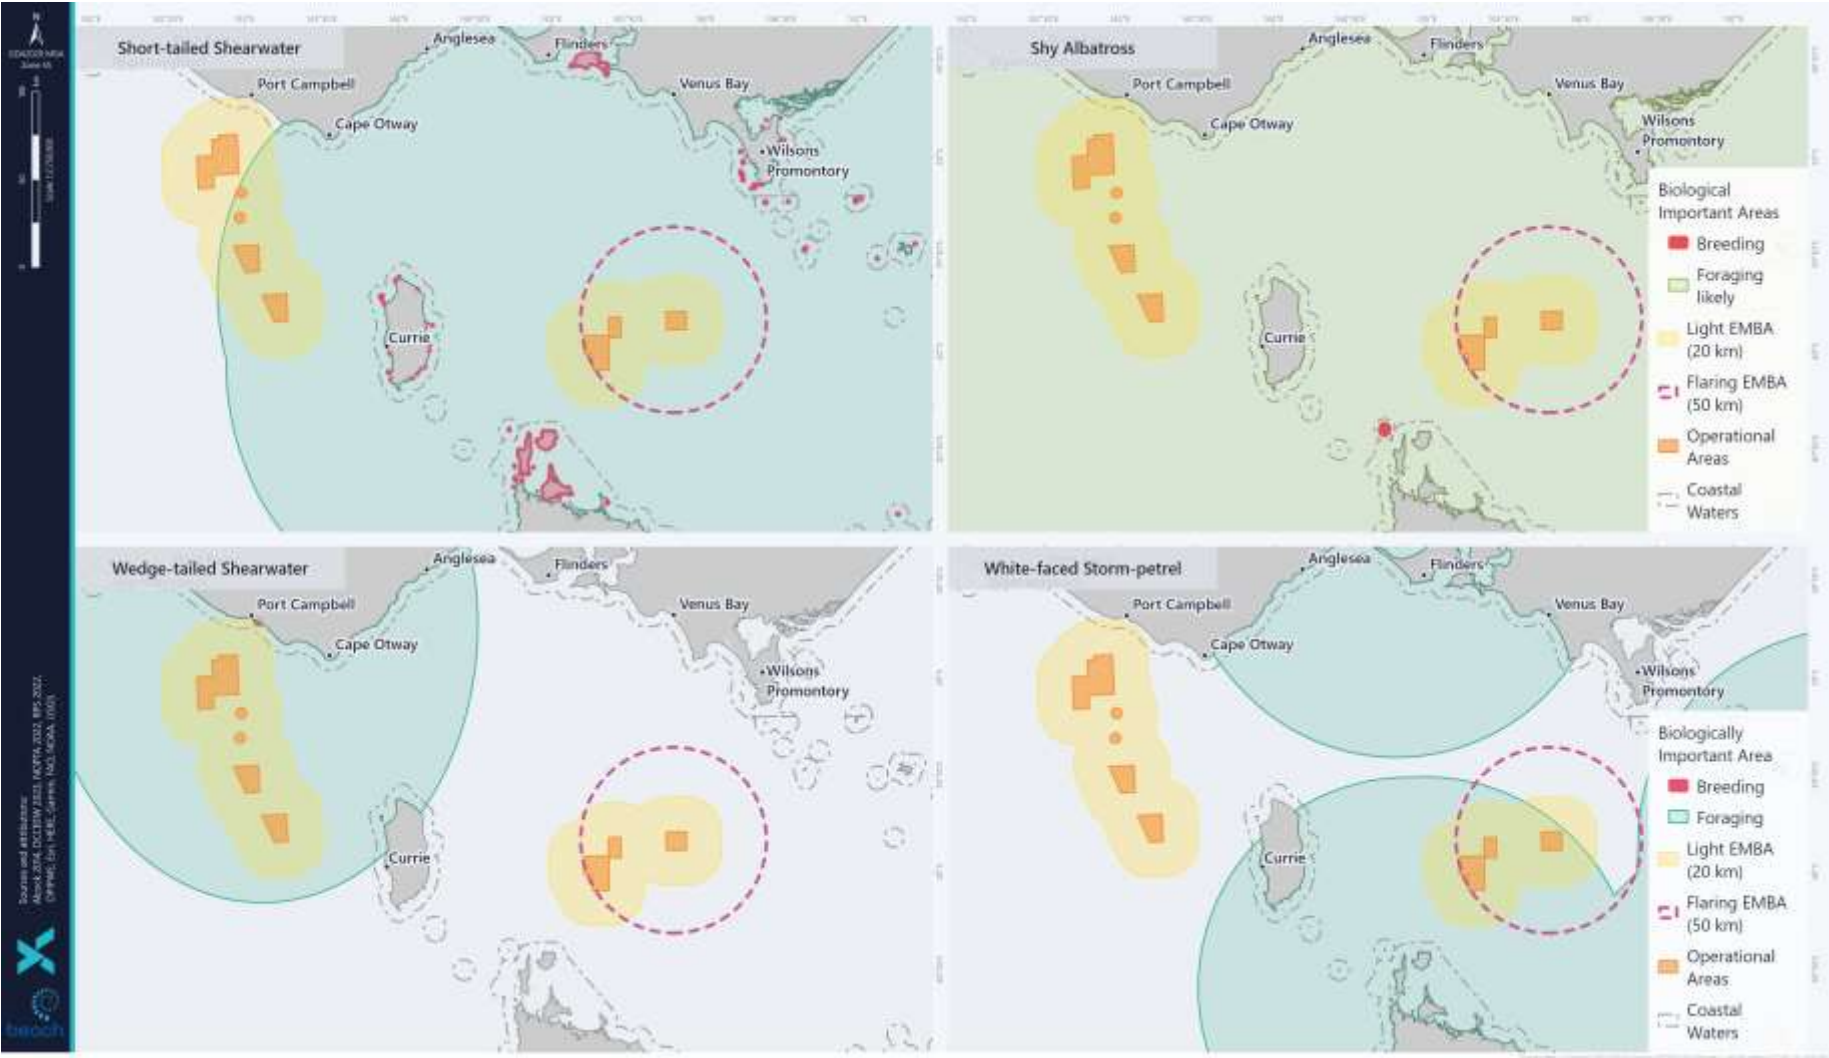 Short-tailed Shearwater
Anglesea
Flinders
Port Campbell
Venus Bay
Cape Otway
Wilsons
Promontory
Currie
Shy Albatross
Anglesea
Flinders
Port Campbell
Venus Bay
Cape Otway
Wilsons
Promontory
Currie
Biological
Important Areas
Breeding
Foraging
likely
Light EMBA
(20 km)
Flaring EMBA
(50 km)
Operational
Areas
Coastal
Waters
Wedge-tailed Shearwater
Anglesea
Flinders
Port Campbell
Venus Bay
Cape Otway
Wilsons
Promontory
Currie
White-faced Storm-petrel
Anglesea
Flinders
Port Campbell
Venus Bay
Cape Otway
Wilsons
Promontory
Currie
Biologically
Important Area
Breeding
Foraging
Light EMBA
(20 km)
Flaring EMBA
(50 km)
Operational
Areas
Coastal
Waters
N
Sources and attributions:
beach